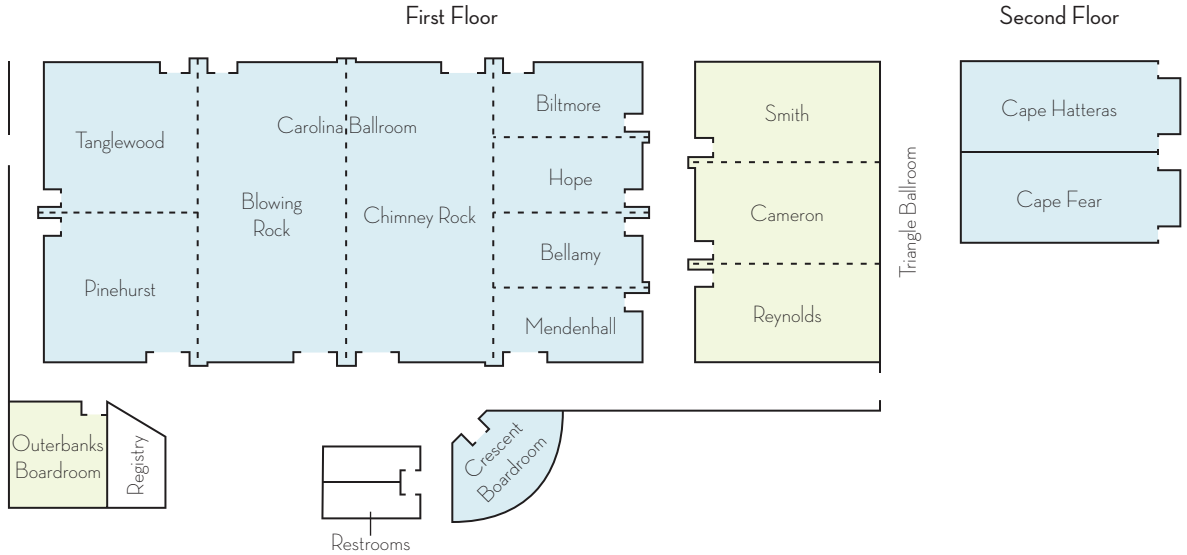 First Floor
Second Floor
Tanglewood
Carolina Ballroom
Biltmore
Smith
Cape Hatteras
Hope
Blowing
Rock
Chimney Rock
Cameron
Triangle Ballroom
Cape Fear
Bellamy
Pinehurst
Mendenhall
Reynolds
Outerbanks
Boardroom
Registry
Crescent
Boardroom
Restrooms